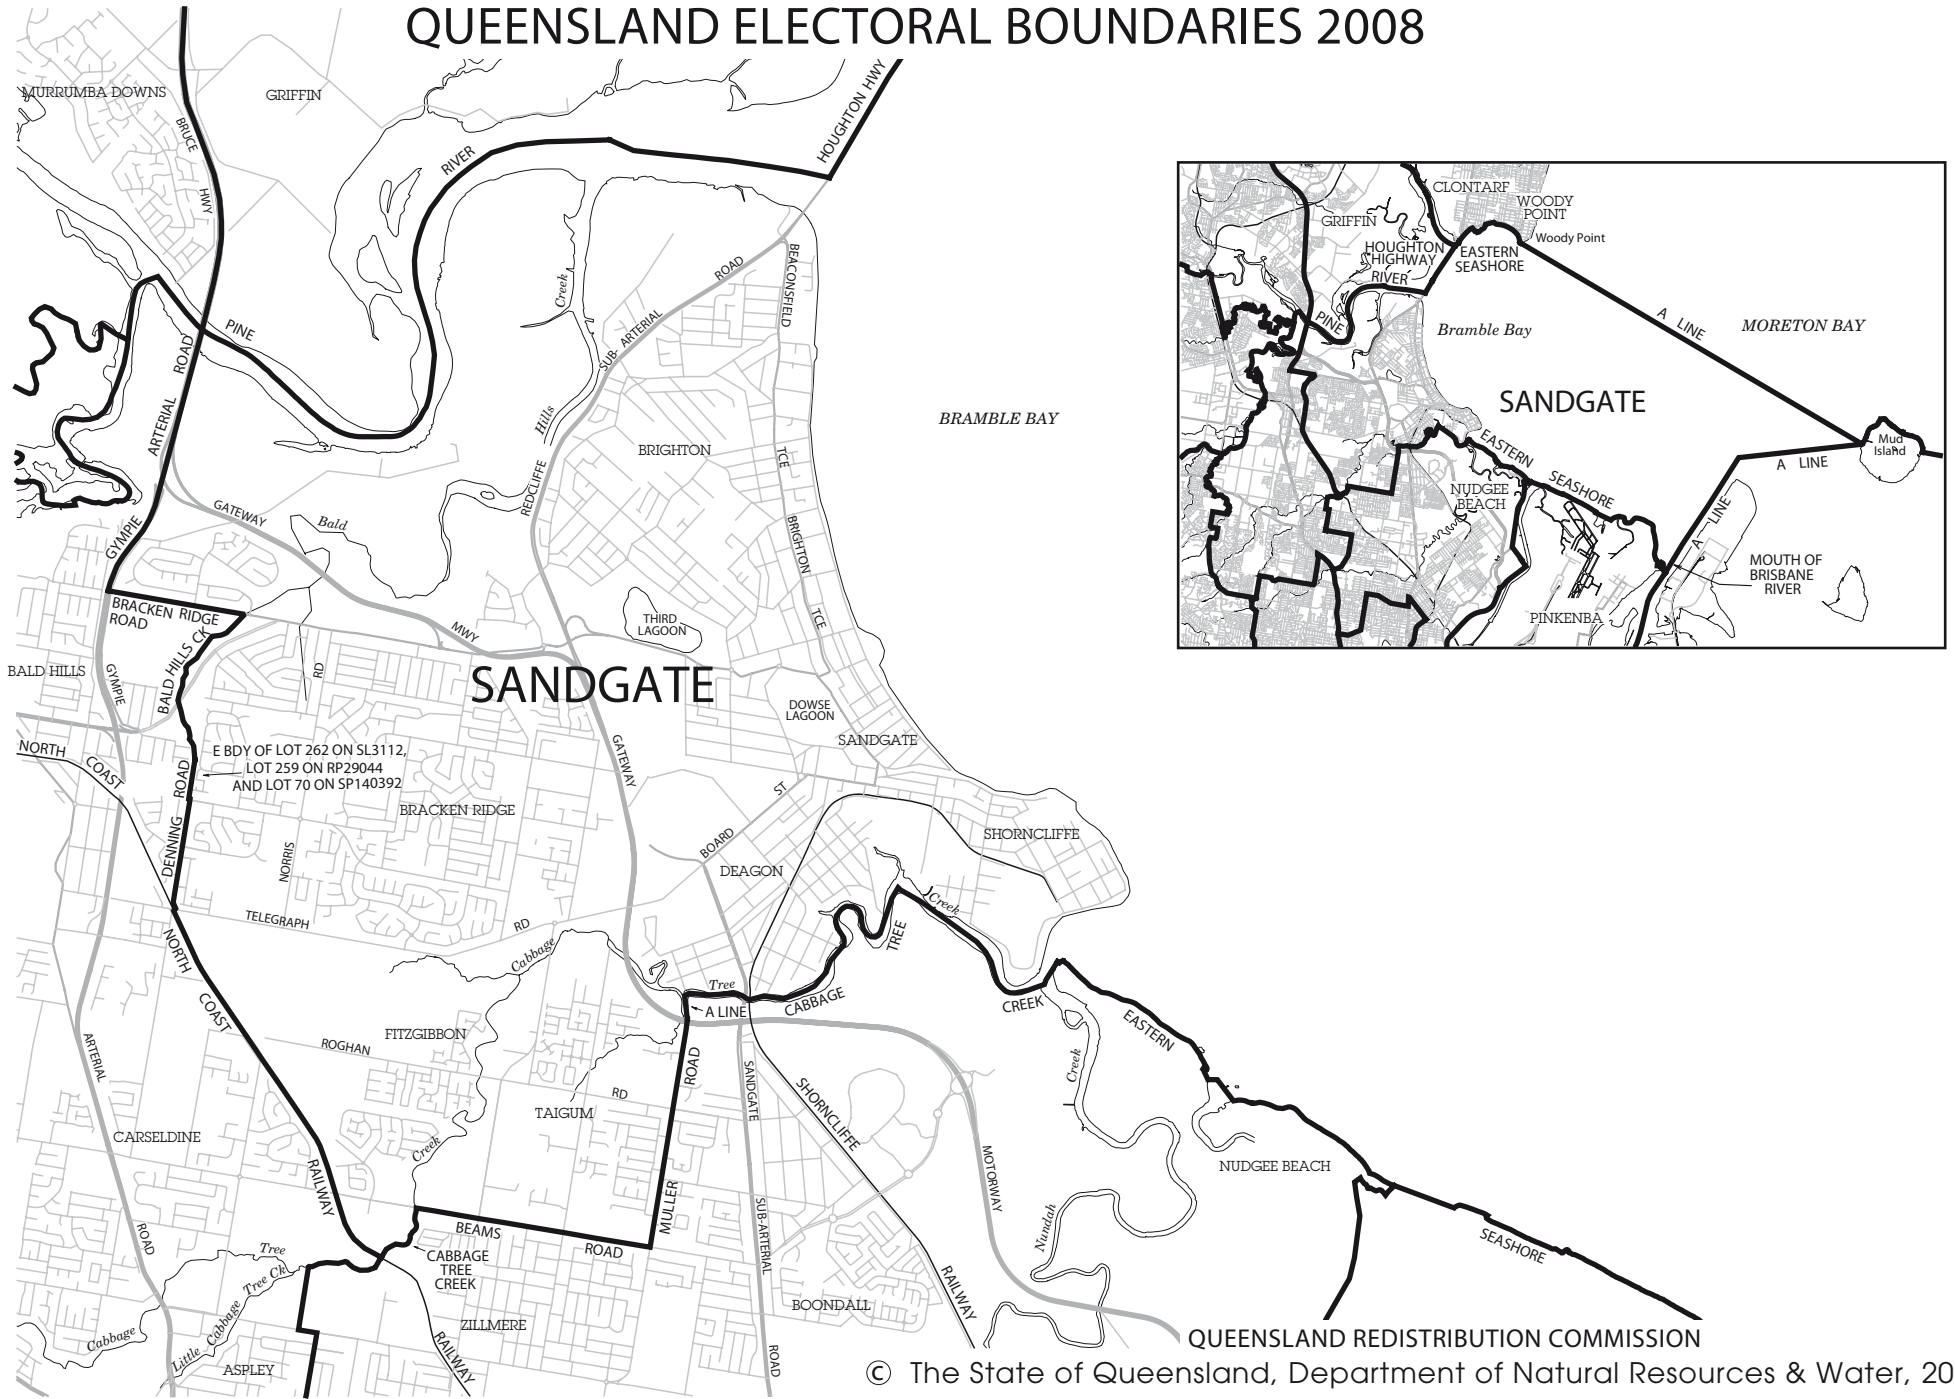 QUEENSLAND ELECTORAL BOUNDARIES 2008
MURRUMBA DOWNS
GRIFFIN
BRUCE
HWY
RIVER
HOUGHTON HWY
PINE
ROAD
ARTERIAL
GYMPIE
Creek
Hills
SUB- ARTERIAL
ROAD
REDCLIFFE
BEACONSFIELD
TCE
BRIGHTON
TCE
BRIGHTON
BRAMBLE BAY
GATEWAY
Bald
MWY
THIRD
LAGOON
BRACKEN RIDGE
ROAD
BALD HILLS CK
BALD HILLS
GYMPIE
RD
SANDGATE
DOWSE
LAGOON
SANDGATE
NORTH
COAST
E BDY OF LOT 262 ON SL3112,
LOT 259 ON RP29044
AND LOT 70 ON SP140392
DENNING
ROAD
GATEWAY
BRACKEN RIDGE
NORRIS
BOARD
ST
DEAGON
SHORNCLIFFE
TELEGRAPH
RD
NORTH
COAST
RAILWAY
Cabbage
Tree
Creek
TREE
CABBAGE
CREEK
A LINE
FITZGIBBON
ROGHAN
RD
TAIGUM
ROAD
MULLER
SANDGATE
SUB-ARTERIAL
ROAD
SHORNCLIFFE
RAILWAY
Creek
EASTERN
ARTERIAL
ROAD
CARSELDINE
Creek
BEAMS
ROAD
CABBAGE
TREE
CREEK
Tree
Cabbage
Little Cabbage Tree Ck
ASPLEY
ZILLMERE
RAILWAY
BOONDALL
MOTORWAY
Nundah
NUDGEE BEACH
SEASHORE
CLONTARF
WOODY
POINT
Woody Point
GRIFFIN
HOUGHTON
HIGHWAY
RIVER
EASTERN
SEASHORE
PINE
Bramble Bay
A LINE
MORETON BAY
SANDGATE
EASTERN
SEASHORE
Mud
Island
A LINE
NUDGEE
BEACH
A LINE
MOUTH OF
BRISBANE
RIVER
PINKENBA
QUEENSLAND REDISTRIBUTION COMMISSION
© The State of Queensland, Department of Natural Resources & Water, 20